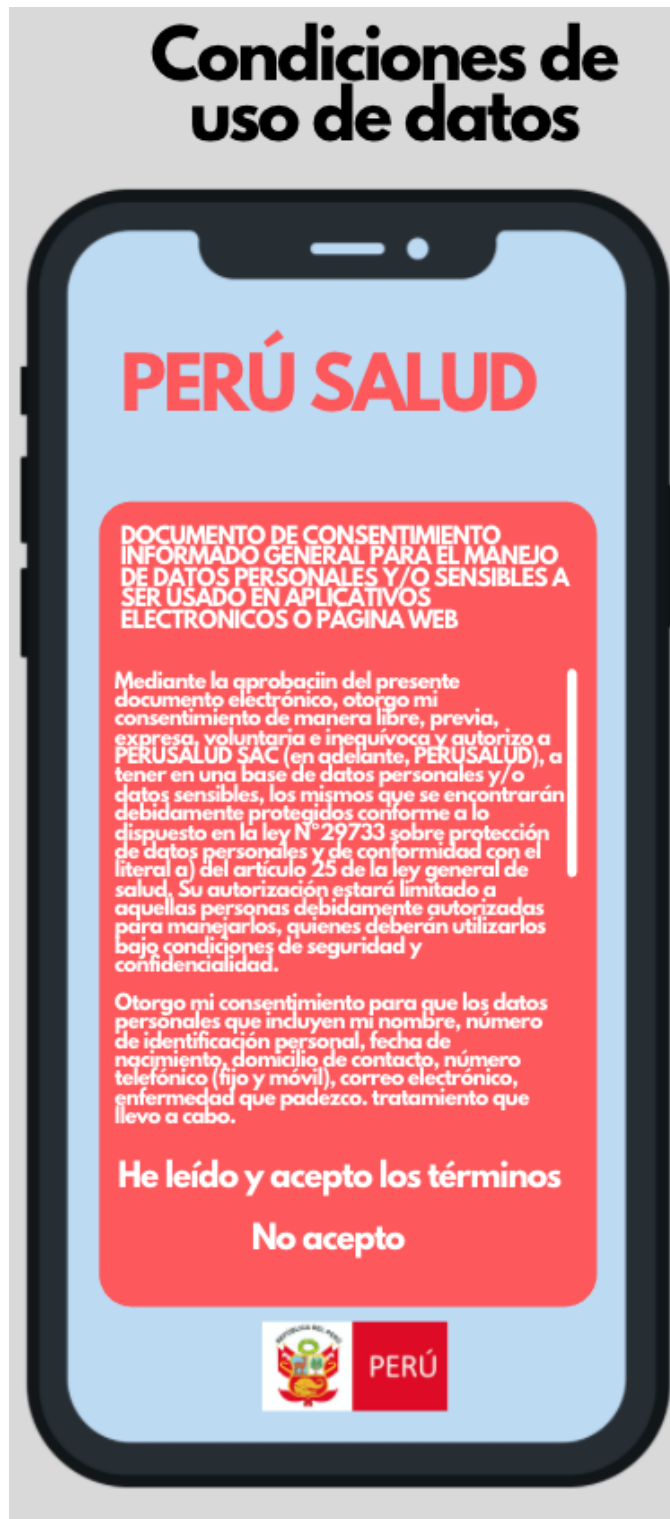 Condiciones de
uso de datos
PERÚ SALUD
DOCUMENTO DE CONSENTIMIENTO
INFORMADO GENERAL PARA EL MANEJO
DE DATOS PERSONALES Y/O SENSIBLES A
SER USADO EN APLICATIVOS
ELECTRONICOS O PAGINA WEB
Mediante la aprobaciin del presente
documento electrónico, otorgo mi
consentimiento de manera libre, previa,
expresa, voluntaria e inequívoca y autorizo a
PERUSALUD SAC (en adelante, PERUSALUD), a
tener en una base de datos personales y/o
datos sensibles, los mismos que se encontrarán
debidamente protegidos conforme a lo
dispuesto en la ley N°29733 sobre protección
de datos personales y de conformidad con el
literal a) del artículo 25 de la ley general de
salud. Su autorización estará limitado a
aquellas personas debidamente autorizadas
para manejarlos, quienes deberán utilizarlos
bajo condiciones de seguridad y
confidencialidad.
Otorgo mi consentimiento para que los datos
personales que incluyen mi nombre, número
de identificación personal, fecha de
nacimiento, domicilio de contacto, número
telefónico (fijo y móvil), correo electrónico,
enfermedad que padezco. tratamiento que
llevo a cabo.
He leído y acepto los términos
No acepto
REPÚBLICA DEL PERÚ
PERÚ